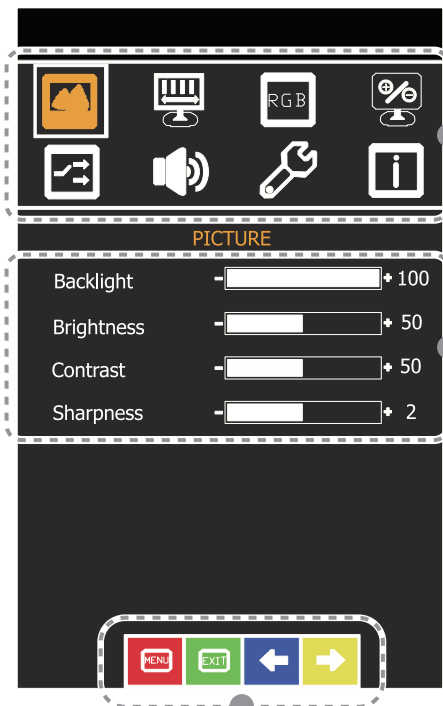 RGB
i
PICTURE
Backlight - + 100
Brightness - + 50
Contrast - + 50
Sharpness - + 2
MENU EXIT